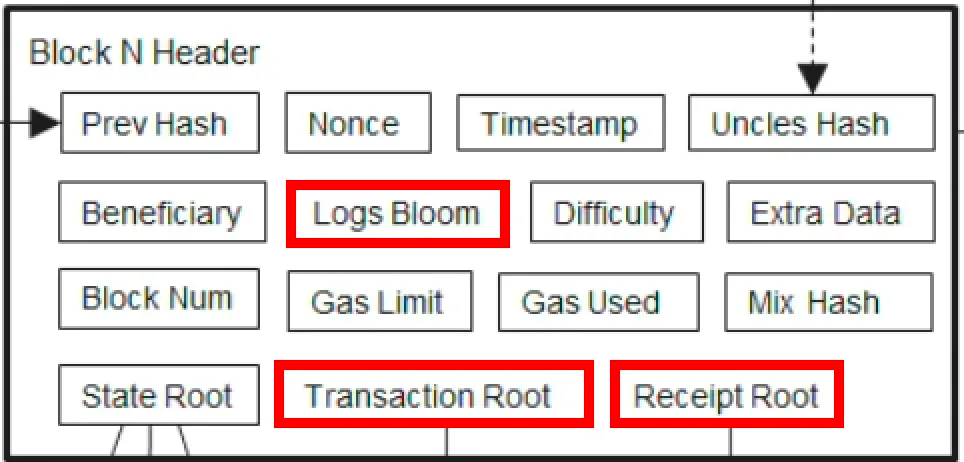 Block N Header
Prev Hash Nonce Timestamp Uncles Hash
Beneficiary Logs Bloom Difficulty Extra Data
Block Num Gas Limit Gas Used Mix Hash
State Root Transaction Root Receipt Root